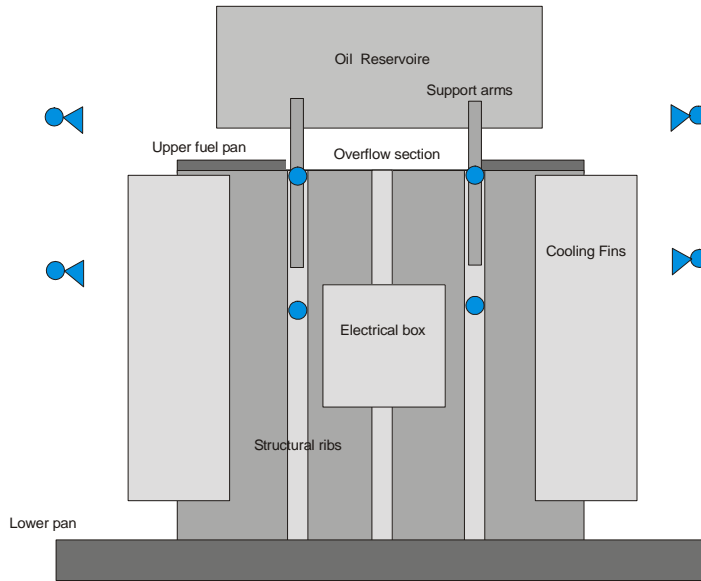 Oil Reservoire
Support arms
Upper fuel pan
Overflow section
Cooling Fins
Electrical box
Structural ribs
Lower pan